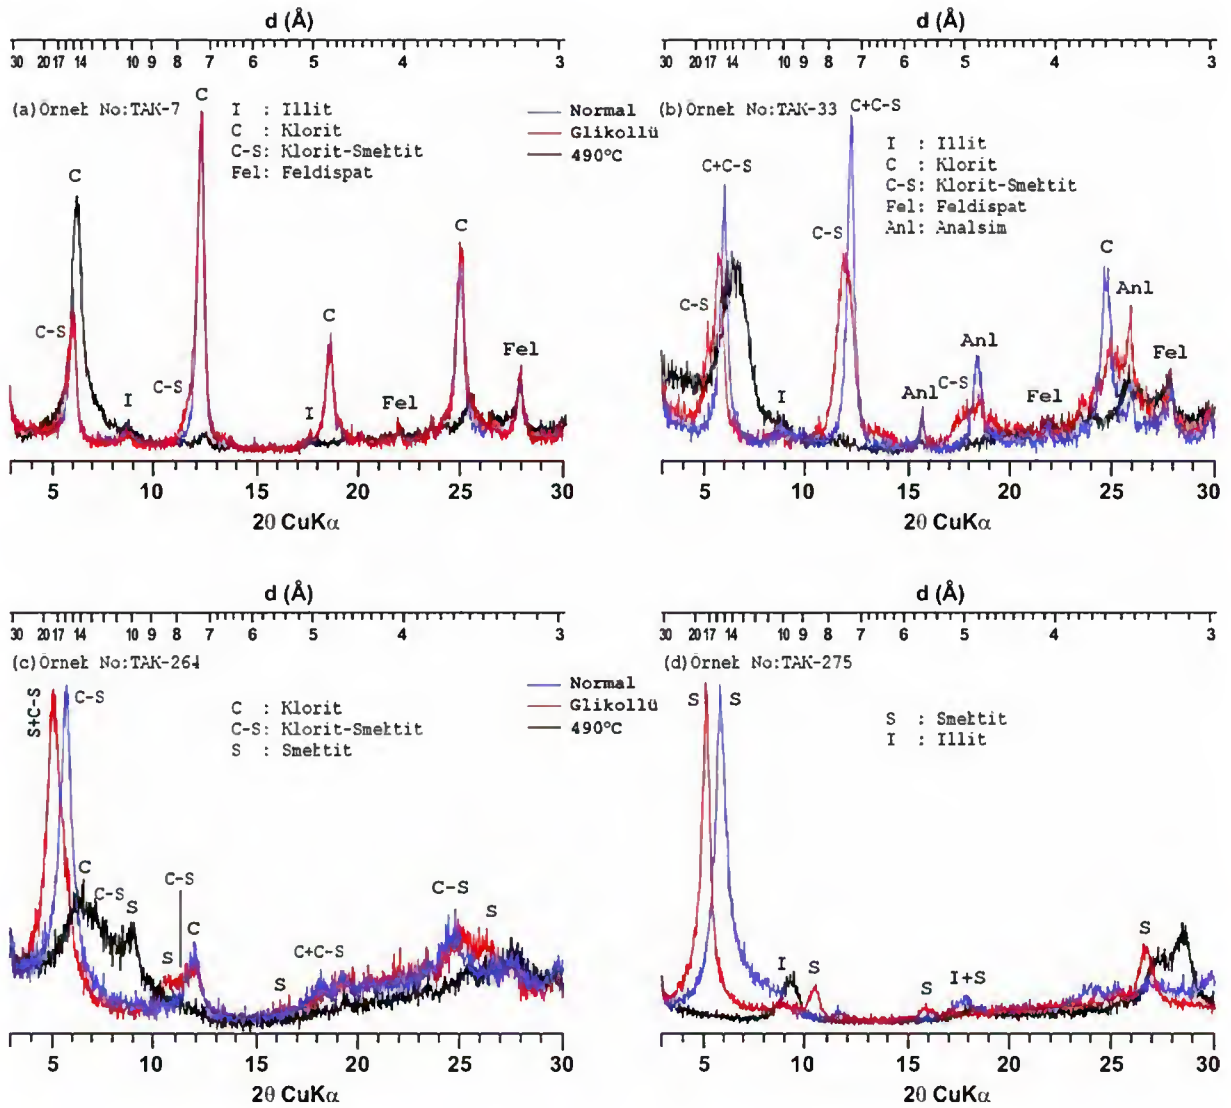 d (Å)
30 20 17 14 10 9 8 7 6 5 4 3
(a) Örnek No:TAK-7
I : Illit
C : Klorit
C-S: Klorit-Smektit
Fel: Feldispat
Normal
Glikollü
490°C
C
C
C-S
I
C-S
I
C
Fel
C
Fel
5 10 15 20 25 30
2θ CuKα
d (Å)
30 20 17 14 10 9 8 7 6 5 4 3
(b) Örnek No:TAK-33
I : Illit
C : Klorit
C-S: Klorit-Smektit
Fel: Feldispat
Anl: Analsim
C+C-S
C+C-S
C-S
C-S
I
Anl
C-S
Anl
Fel
C
Anl
Fel
5 10 15 20 25 30
2θ CuKα
d (Å)
30 20 17 14 10 9 8 7 6 5 4 3
(c) Örnek No:TAK-264
C : Klorit
C-S: Klorit-Smektit
S : Smektit
Normal
Glikollü
490°C
S+C-S
C-S
C
C-S
S
C-S
S
C
S
C+C-S
C-S
S
5 10 15 20 25 30
2θ CuKα
d (Å)
30 20 17 14 10 9 8 7 6 5 4 3
(d) Örnek No:TAK-275
S : Smektit
I : Illit
S
S
I
S
S
I+S
S
5 10 15 20 25 30
2θ CuKα